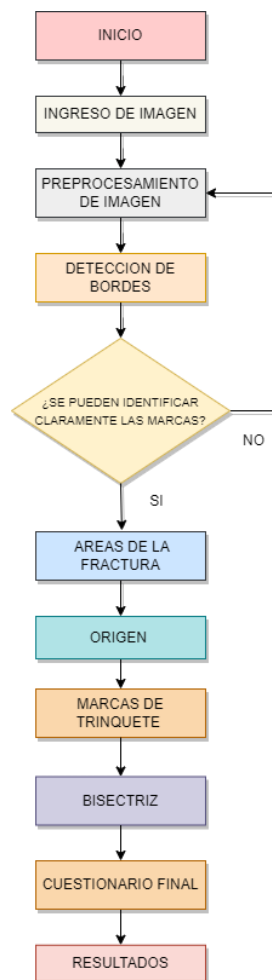 INICIO
INGRESO DE IMAGEN
PREPROCESAMIENTO
DE IMAGEN
DETECCION DE
BORDES
¿SE PUEDEN IDENTIFICAR
CLARAMENTE LAS MARCAS?
NO
SI
AREAS DE LA
FRACTURA
ORIGEN
MARCAS DE
TRINQUETE
BISECTRIZ
CUESTIONARIO FINAL
RESULTADOS